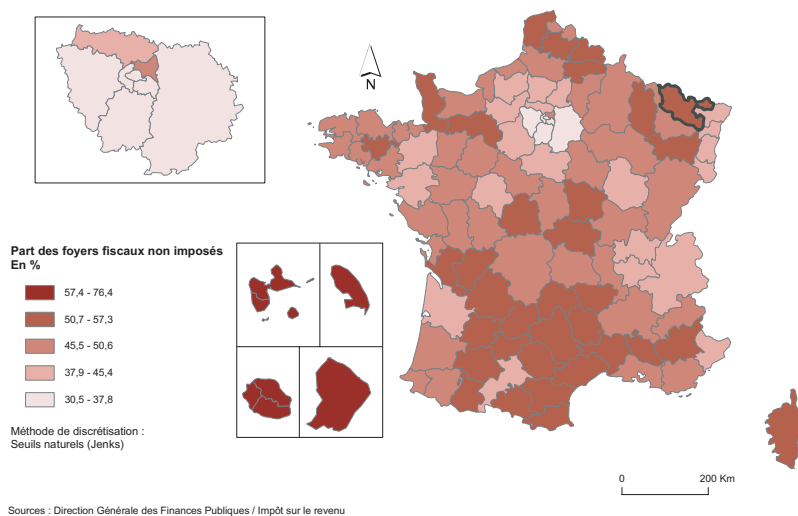 N
Part des foyers fiscaux non imposés
En %
57,4 - 76,4
50,7 - 57,3
45,5 - 50,6
37,9 - 45,4
30,5 - 37,8
Méthode de discrétisation :
Seuils naturels (Jenks)
0 200 Km
Sources : Direction Générale des Finances Publiques / Impôt sur le revenu